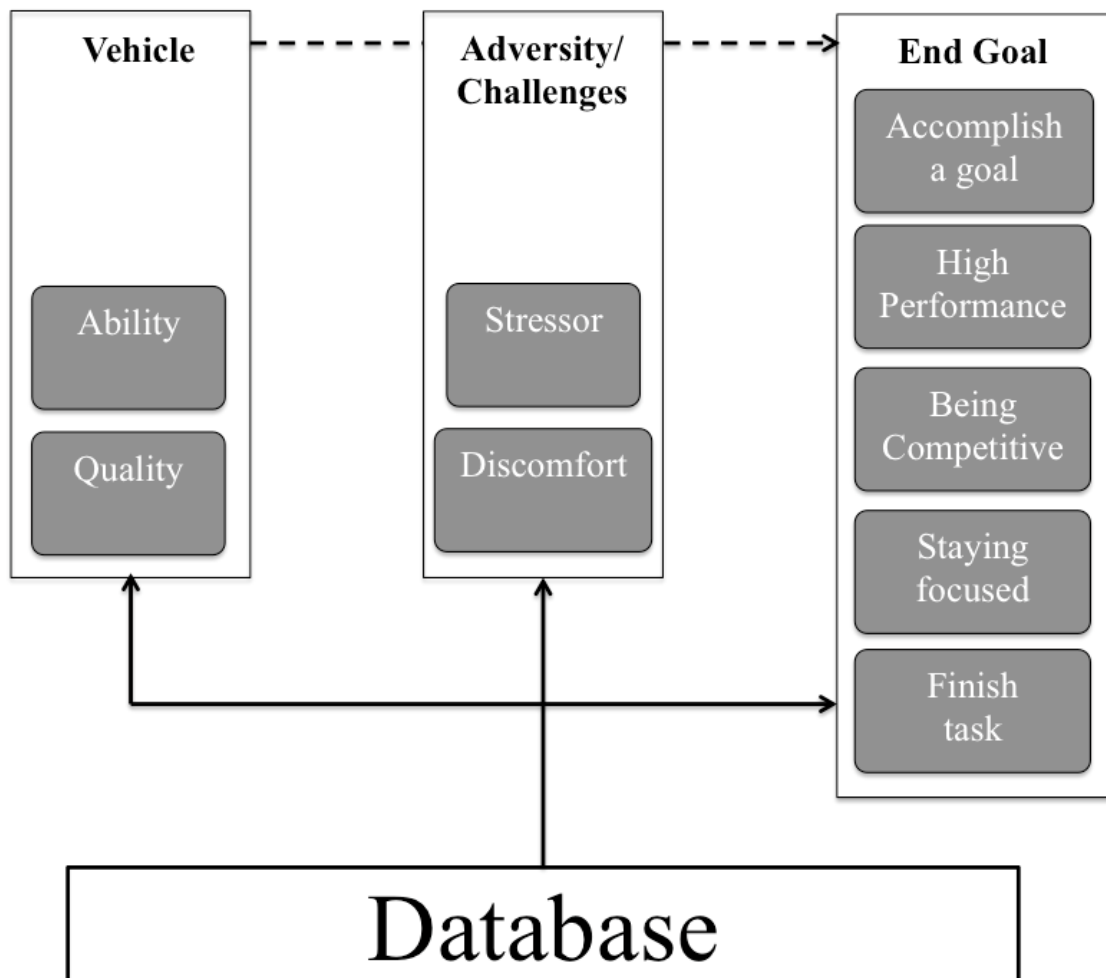 Vehicle
Ability
Quality
Adversity/
Challenges
Stressor
Discomfort
End Goal
Accomplish
a goal
High
Performance
Being
Competitive
Staying
focused
Finish
task
Database